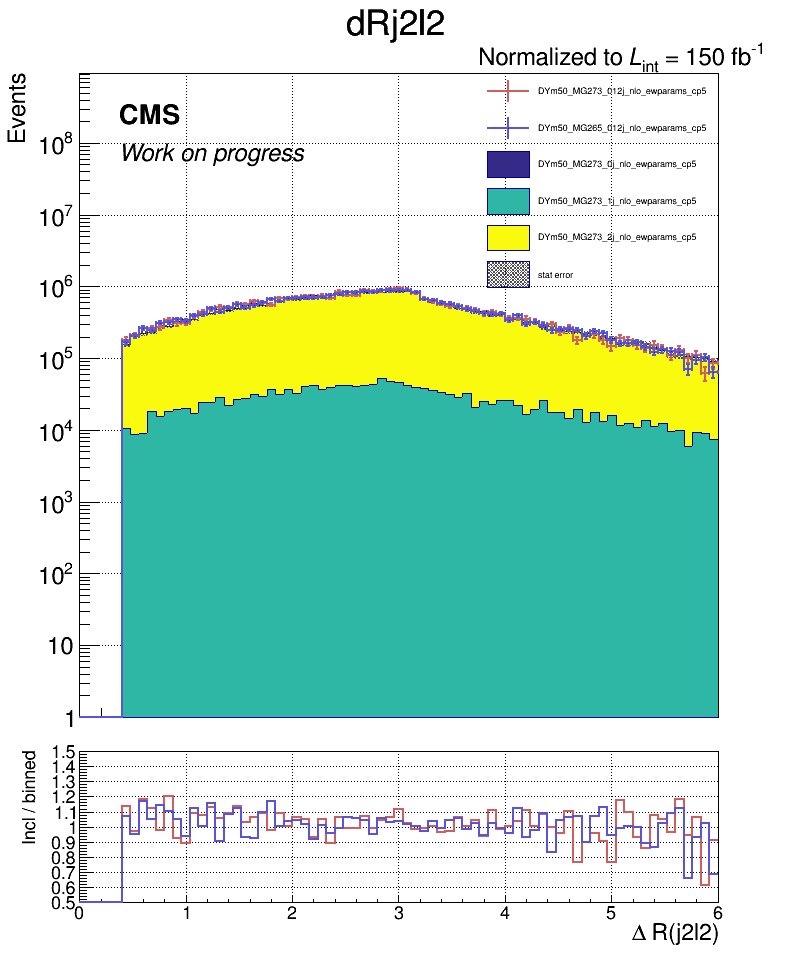 dRj2l2
Normalized to Lint = 150 fb-1
Events
CMS
Work on progress
DYm50_MG273_012j_nlo_ewparams_cp5
DYm50_MG265_012j_nlo_ewparams_cp5
DYm50_MG273_0j_nlo_ewparams_cp5
DYm50_MG273_1j_nlo_ewparams_cp5
DYm50_MG273_2j_nlo_ewparams_cp5
stat error
10^8
10^7
10^6
10^5
10^4
10^3
10^2
10
1
Incl / binned
1.5
1.4
1.3
1.2
1.1
1
0.9
0.8
0.7
0.6
0.5
0 1 2 3 4 5 6
Δ R(j2l2)